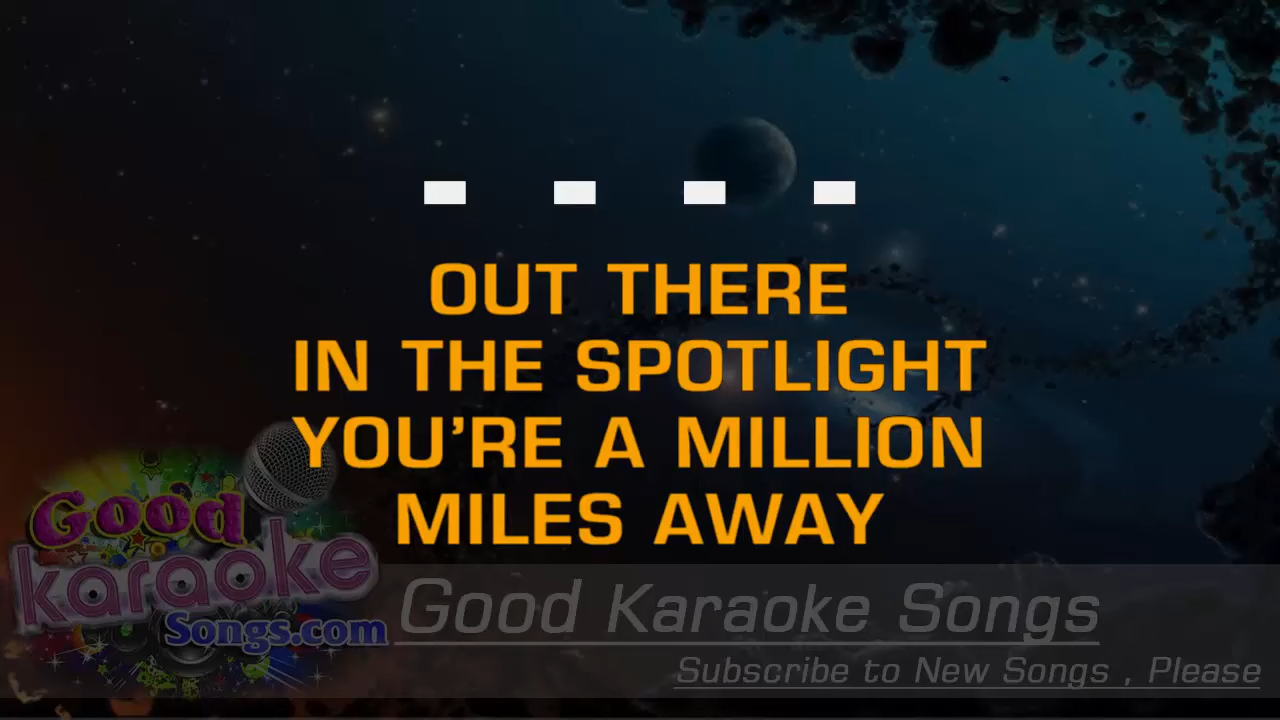 - - - -
OUT THERE
IN THE SPOTLIGHT
YOU'RE A MILLION
MILES AWAY
Good
karaoke
Songs.com
Good Karaoke Songs
Subscribe to New Songs , Please